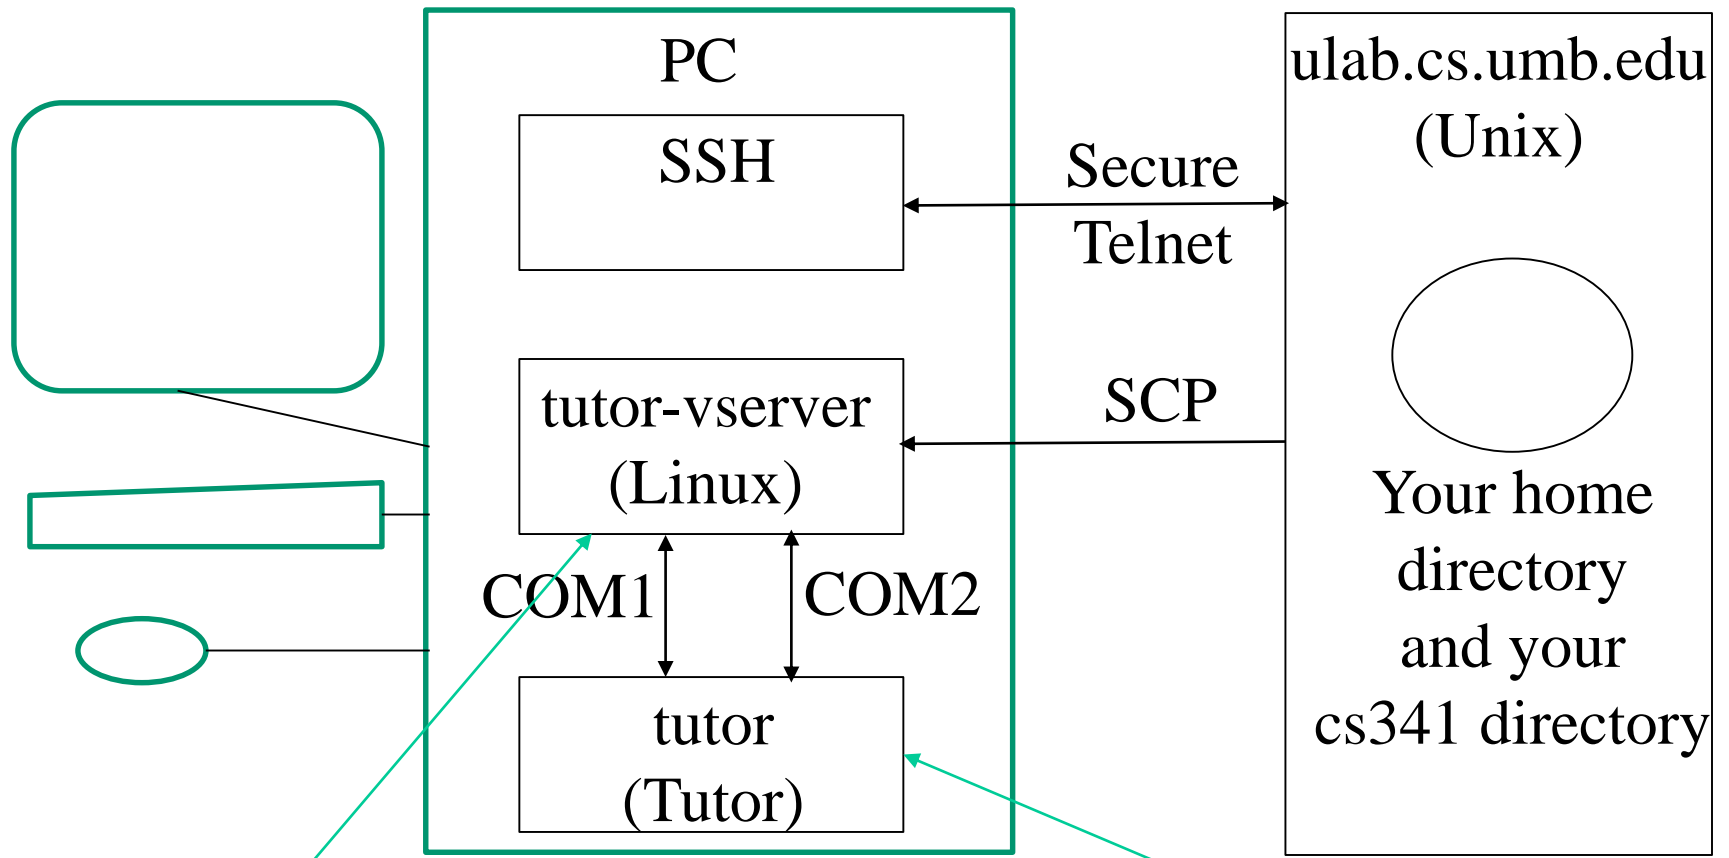 PC
SSH
tutor-vserver
(Linux)
COM1
COM2
tutor
(Tutor)
Secure
Telnet
SCP
ulab.cs.umb.edu
(Unix)
Your home
directory
and your
cs341 directory